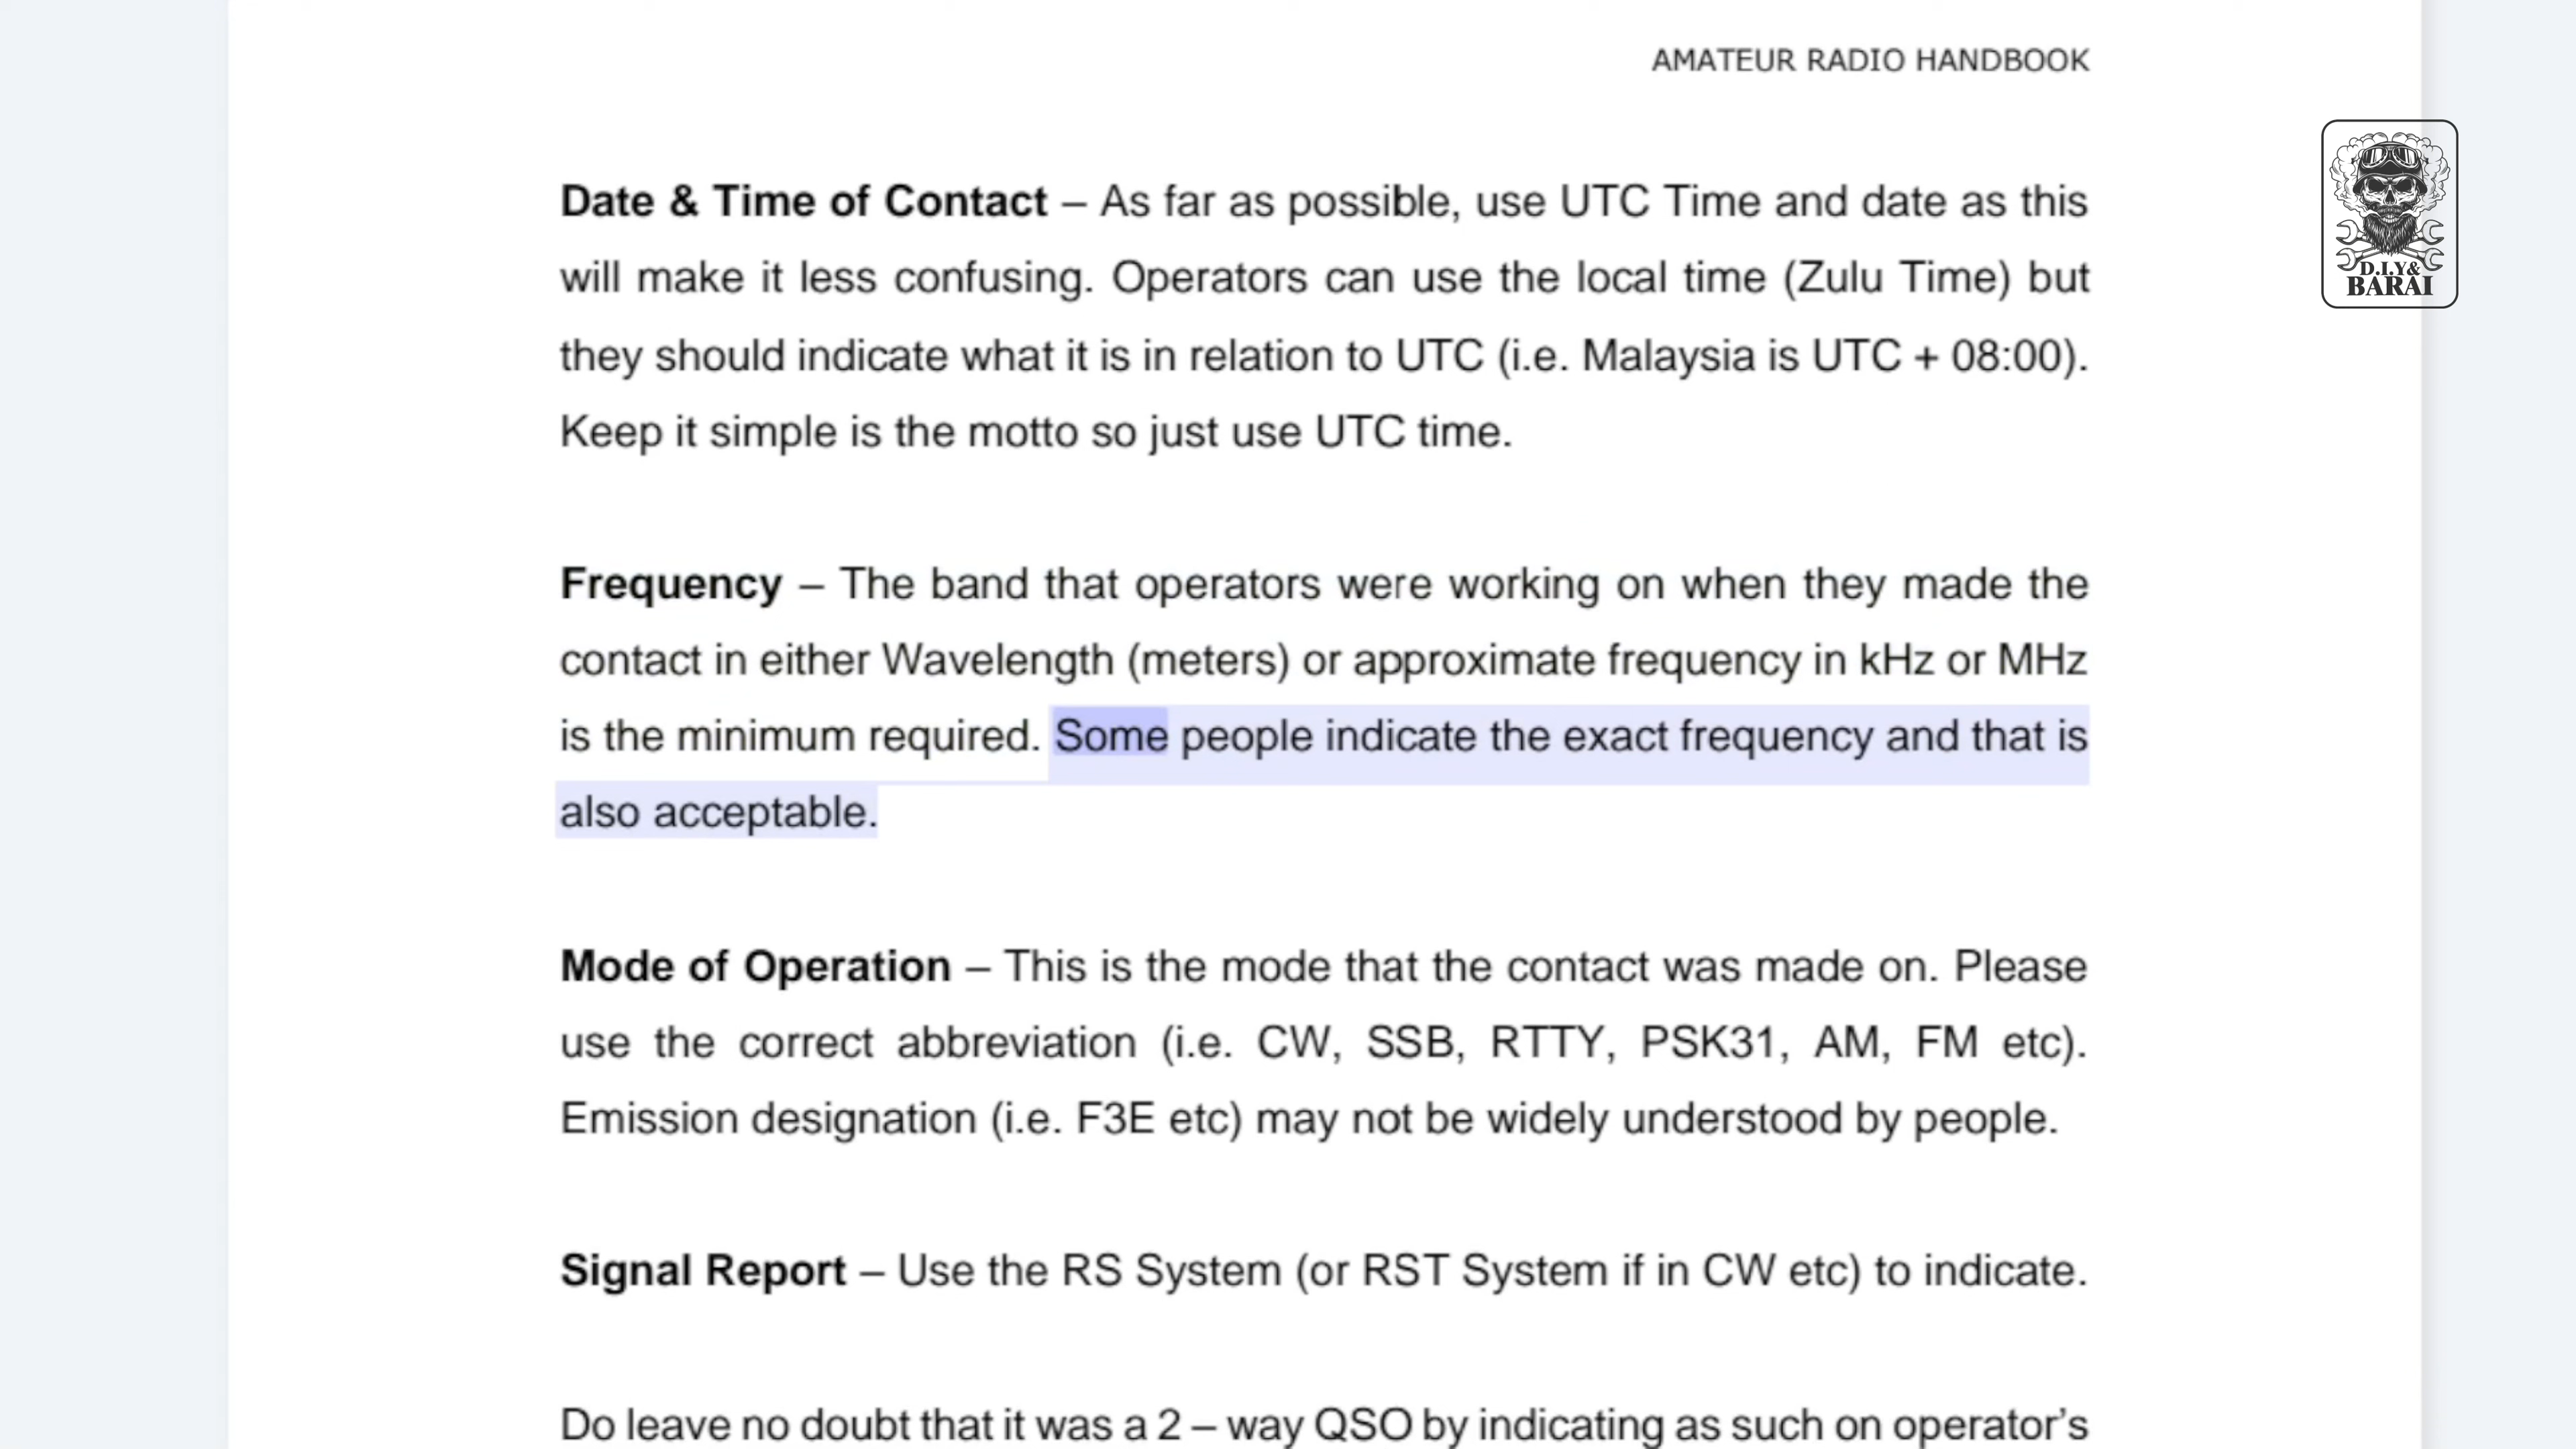 AMATEUR RADIO HANDBOOK
D.I.Y&
BARAI
Date & Time of Contact – As far as possible, use UTC Time and date as this
will make it less confusing. Operators can use the local time (Zulu Time) but
they should indicate what it is in relation to UTC (i.e. Malaysia is UTC + 08:00).
Keep it simple is the motto so just use UTC time.
Frequency – The band that operators were working on when they made the
contact in either Wavelength (meters) or approximate frequency in kHz or MHz
is the minimum required. Some people indicate the exact frequency and that is
also acceptable.
Mode of Operation – This is the mode that the contact was made on. Please
use the correct abbreviation (i.e. CW, SSB, RTTY, PSK31, AM, FM etc).
Emission designation (i.e. F3E etc) may not be widely understood by people.
Signal Report – Use the RS System (or RST System if in CW etc) to indicate.
Do leave no doubt that it was a 2 – way QSO by indicating as such on operator’s